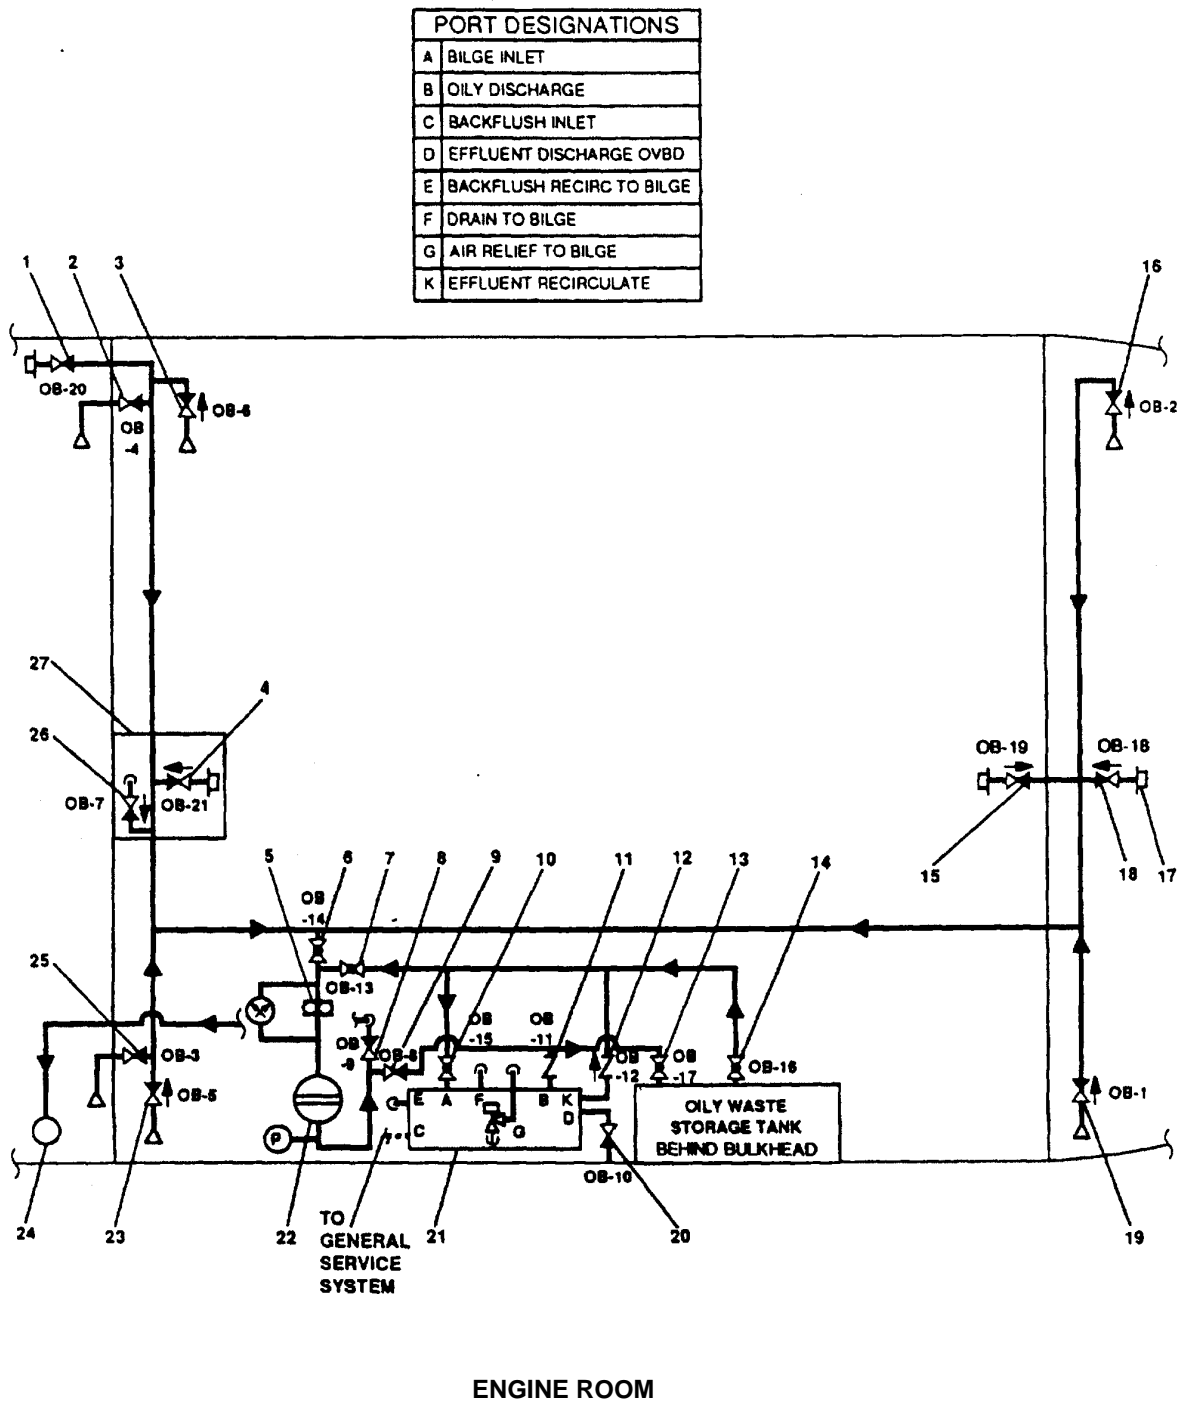 PORT DESIGNATIONS
A BILGE INLET
B OILY DISCHARGE
C BACKFLUSH INLET
D EFFLUENT DISCHARGE OVBD
E BACKFLUSH RECIRC TO BILGE
F DRAIN TO BILGE
G AIR RELIEF TO BILGE
K EFFLUENT RECIRCULATE
1 2 3 16
OB-20
OB-6
OB-2
OB
-4
27
4
26
OB-7
OB-21
OB-19
OB-18
5 6 7 8 9 10 11 12 13 14
15 18 17
OB
-14
OB-13
25
OB-3
OB
-9
OB-8
OB
-15
OB
-11
OB
-12
OB
-17
OB-16
OB-5
OB-1
E A F B K
D
C G
P
OILY WASTE
STORAGE TANK
BEHIND BULKHEAD
OB-10
24 23 22 21 20 19
TO
GENERAL
SERVICE
SYSTEM
ENGINE ROOM